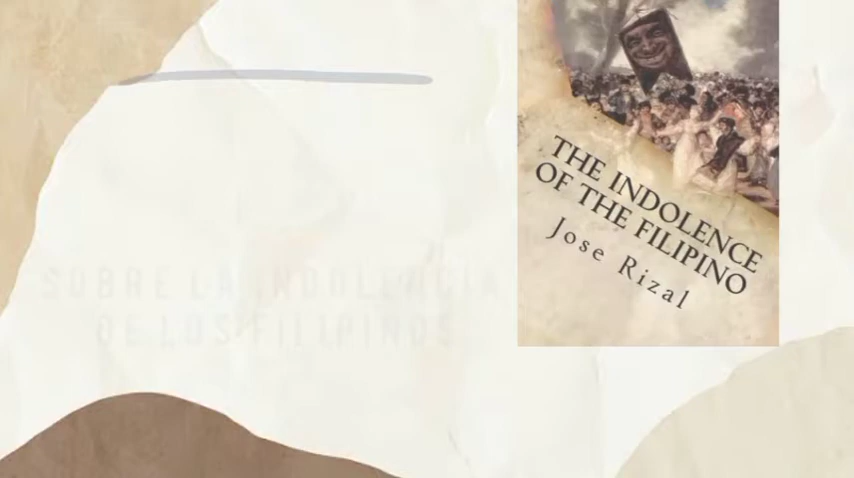 SOBRE LA INDOLENCIA
DE LOS FILIPINOS
THE INDOLENCE
OF THE FILIPINO
Jose Rizal